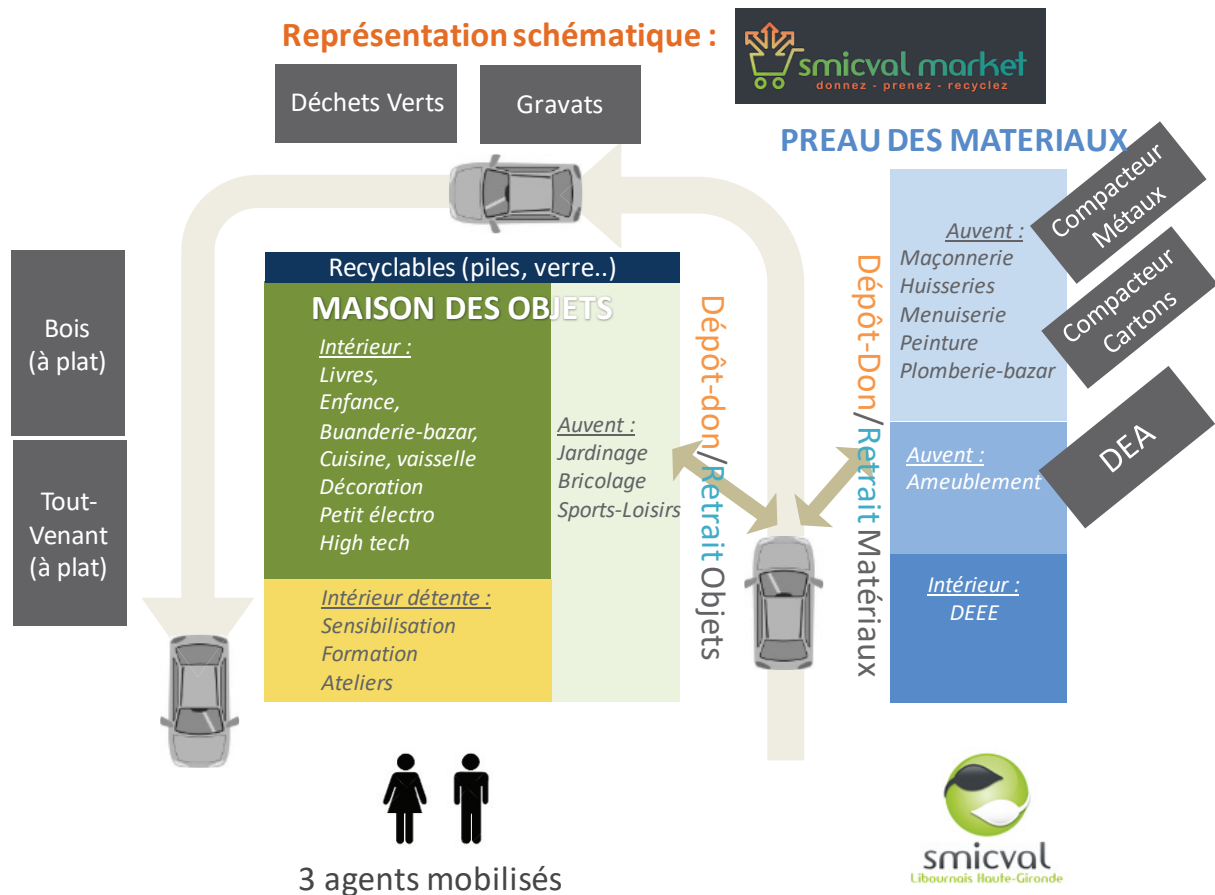 Représentation schématique :
smicval market
donnez - prenez - recyclez
Déchets Verts
Gravats
PREAU DES MATERIAUX
Compacteur
Métaux
Auvent :
Maçonnerie
Huisseries
Menuiserie
Peinture
Plomberie-bazar
Compacteur
Cartons
Auvent :
Ameublement
DEA
Intérieur :
DEEE
Dépôt-Don/Retrait Matériaux
Dépôt-don/Retrait Objets
Recyclables (piles, verre..)
MAISON DES OBJETS
Intérieur :
Livres,
Enfance,
Buanderie-bazar,
Cuisine, vaisselle
Décoration
Petit électro
High tech
Auvent :
Jardinage
Bricolage
Sports-Loisirs
Intérieur détente :
Sensibilisation
Formation
Ateliers
Bois
(à plat)
Tout-
Venant
(à plat)
3 agents mobilisés
smicval
Libournais Haute-Gironde